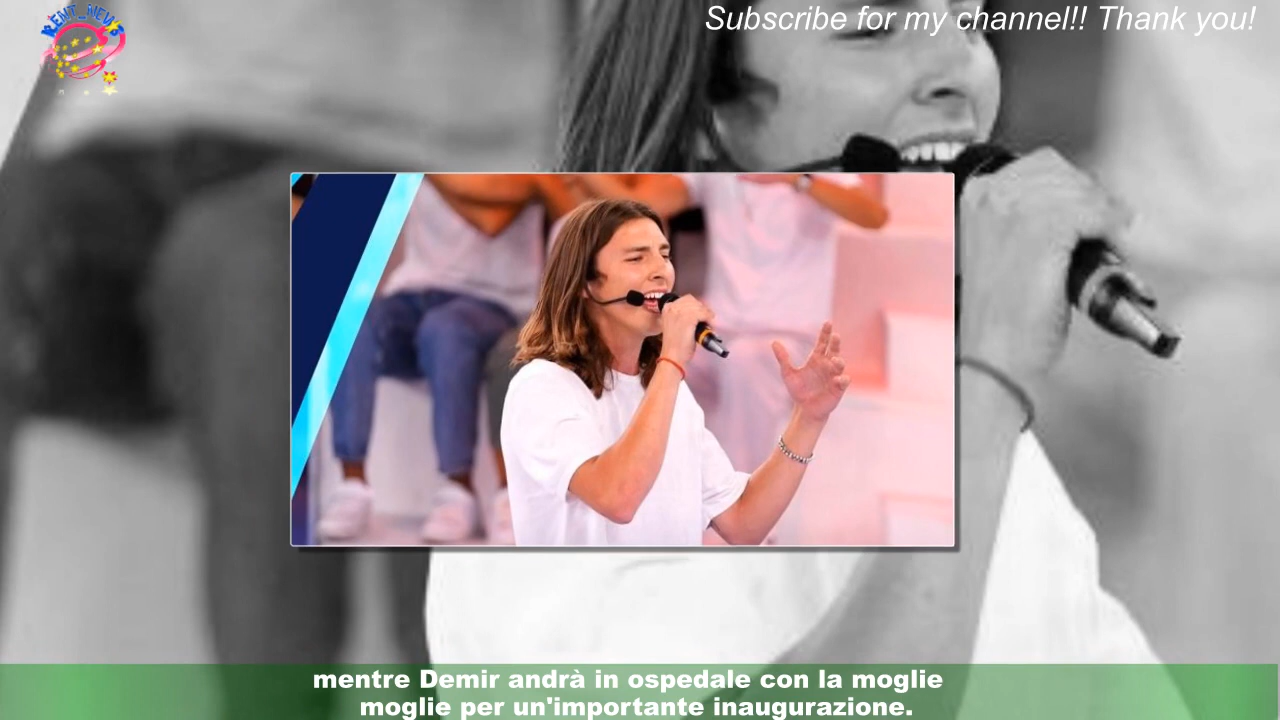 KENT_NEWS
Subscribe for my channel!! Thank you!
mentre Demir andrà in ospedale con la moglie
moglie per un'importante inaugurazione.